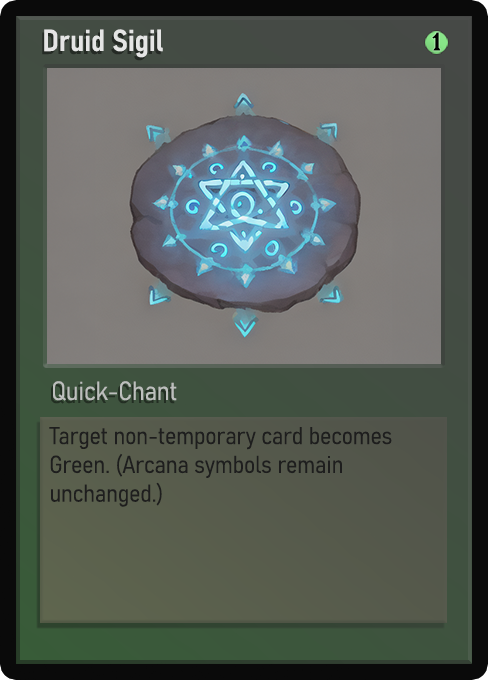 Druid Sigil
1
Quick-Chant
Target non-temporary card becomes
Green. (Arcana symbols remain
unchanged.)